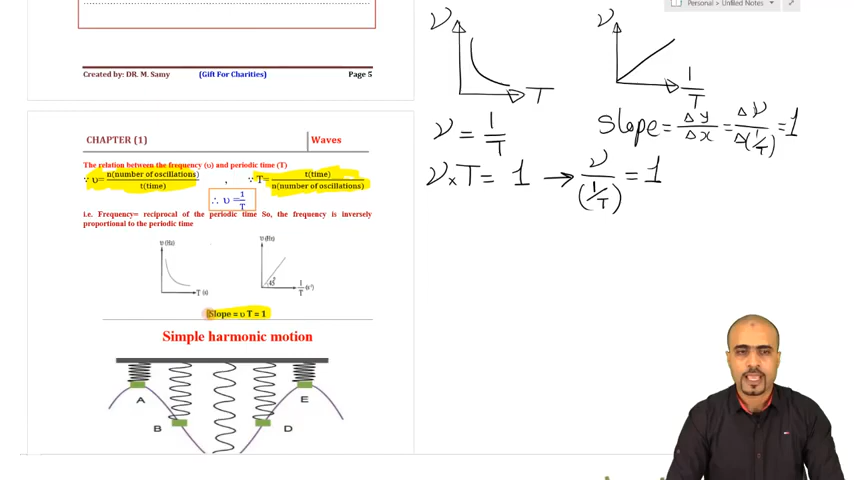 Personal > Unfiled Notes
Created by: DR. M. Samy (Gift For Charities) Page 5
CHAPTER (1) Waves
The relation between the frequency (υ) and periodic time (T)
∵ υ= n(number of oscillations) / t(time) , ∵ T= t(time) / n(number of oscillations)
∴ υ = 1/T
i.e. Frequency= reciprocal of the periodic time So, the frequency is inversely
proportional to the periodic time
υ (Hz)
T (s)
υ (Hz)
45°
1/T (s⁻¹)
Slope = υ T = 1
Simple harmonic motion
A
E
B
D
ν
T
ν
1/T
ν = 1/T
Slope = Δy/Δx = Δν/Δ(1/T) = 1
ν × T = 1 → ν/(1/T) = 1